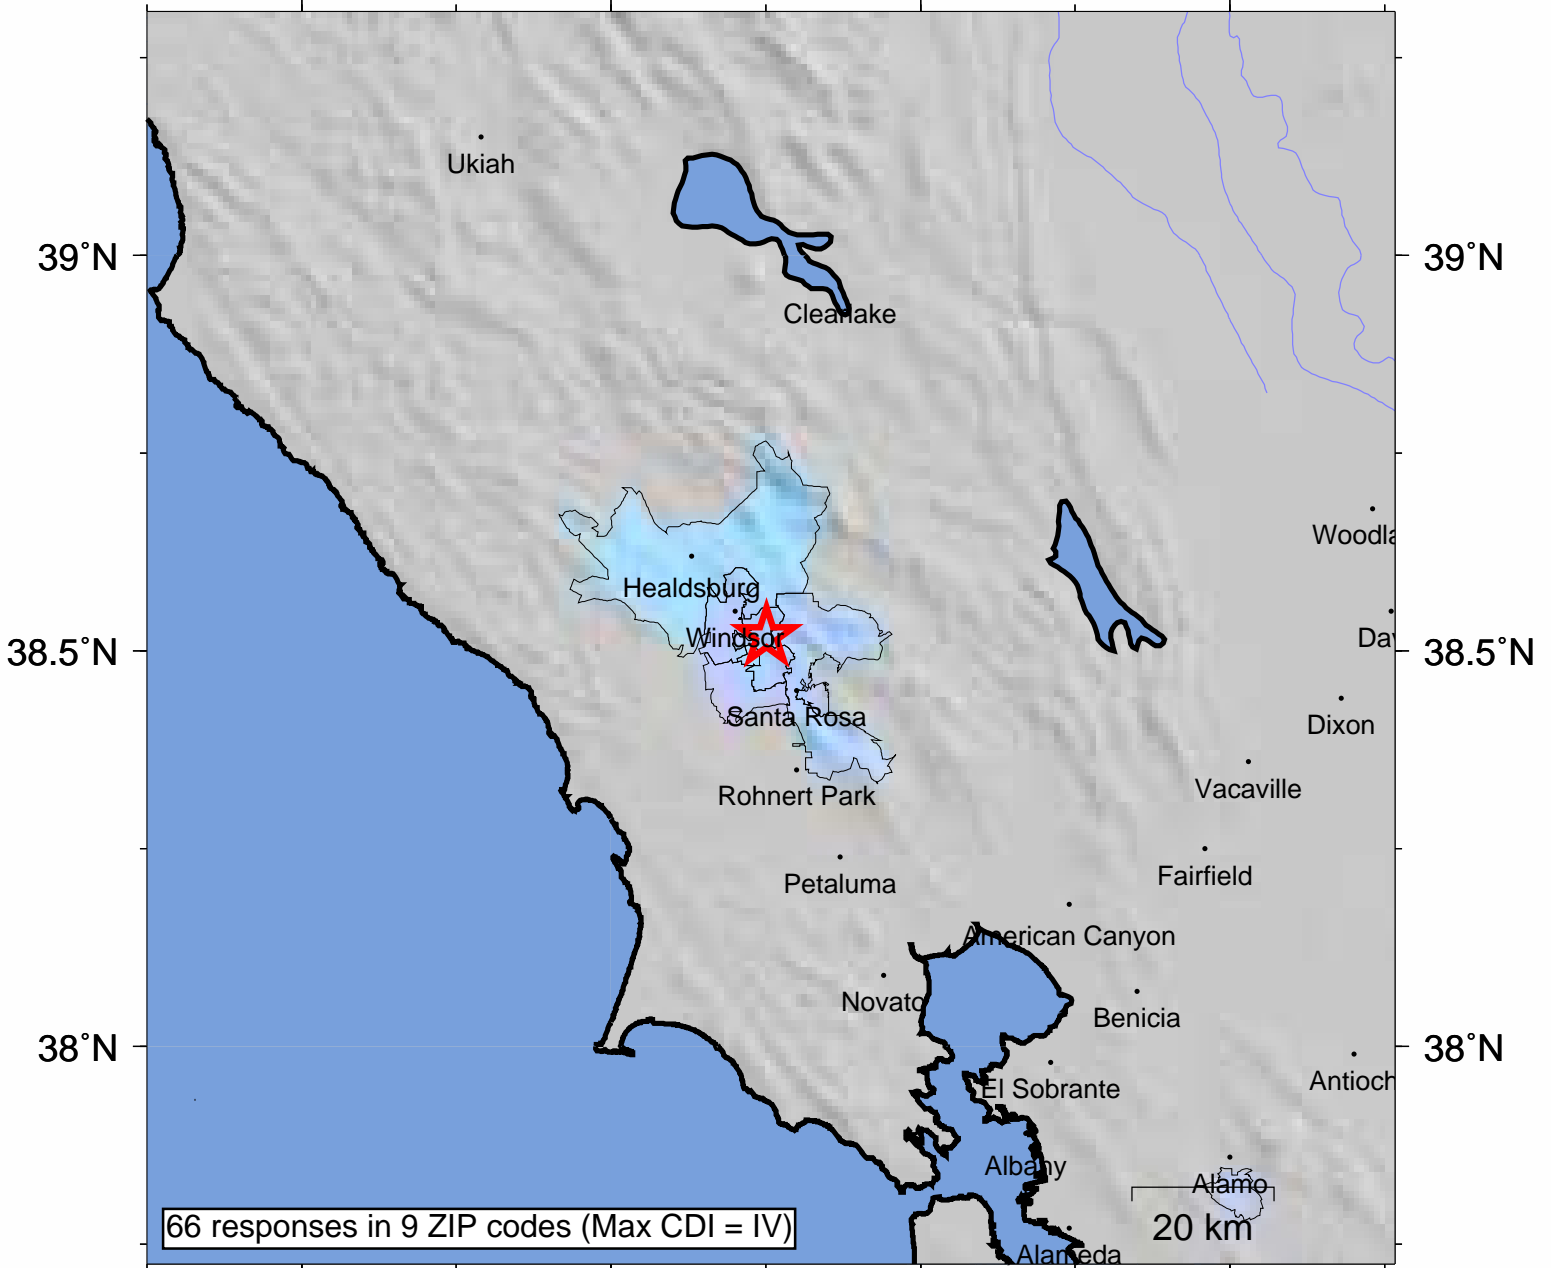 Ukiah
39°N
39°N
Clearlake
Woodla
Healdsburg
Windsor
Da
38.5°N
38.5°N
Santa Rosa
Dixon
Rohnert Park
Vacaville
Petaluma
Fairfield
American Canyon
Novato
Benicia
38°N
38°N
El Sobrante
Antioch
Albany
Alamo
66 responses in 9 ZIP codes (Max CDI = IV)
20 km
Alameda